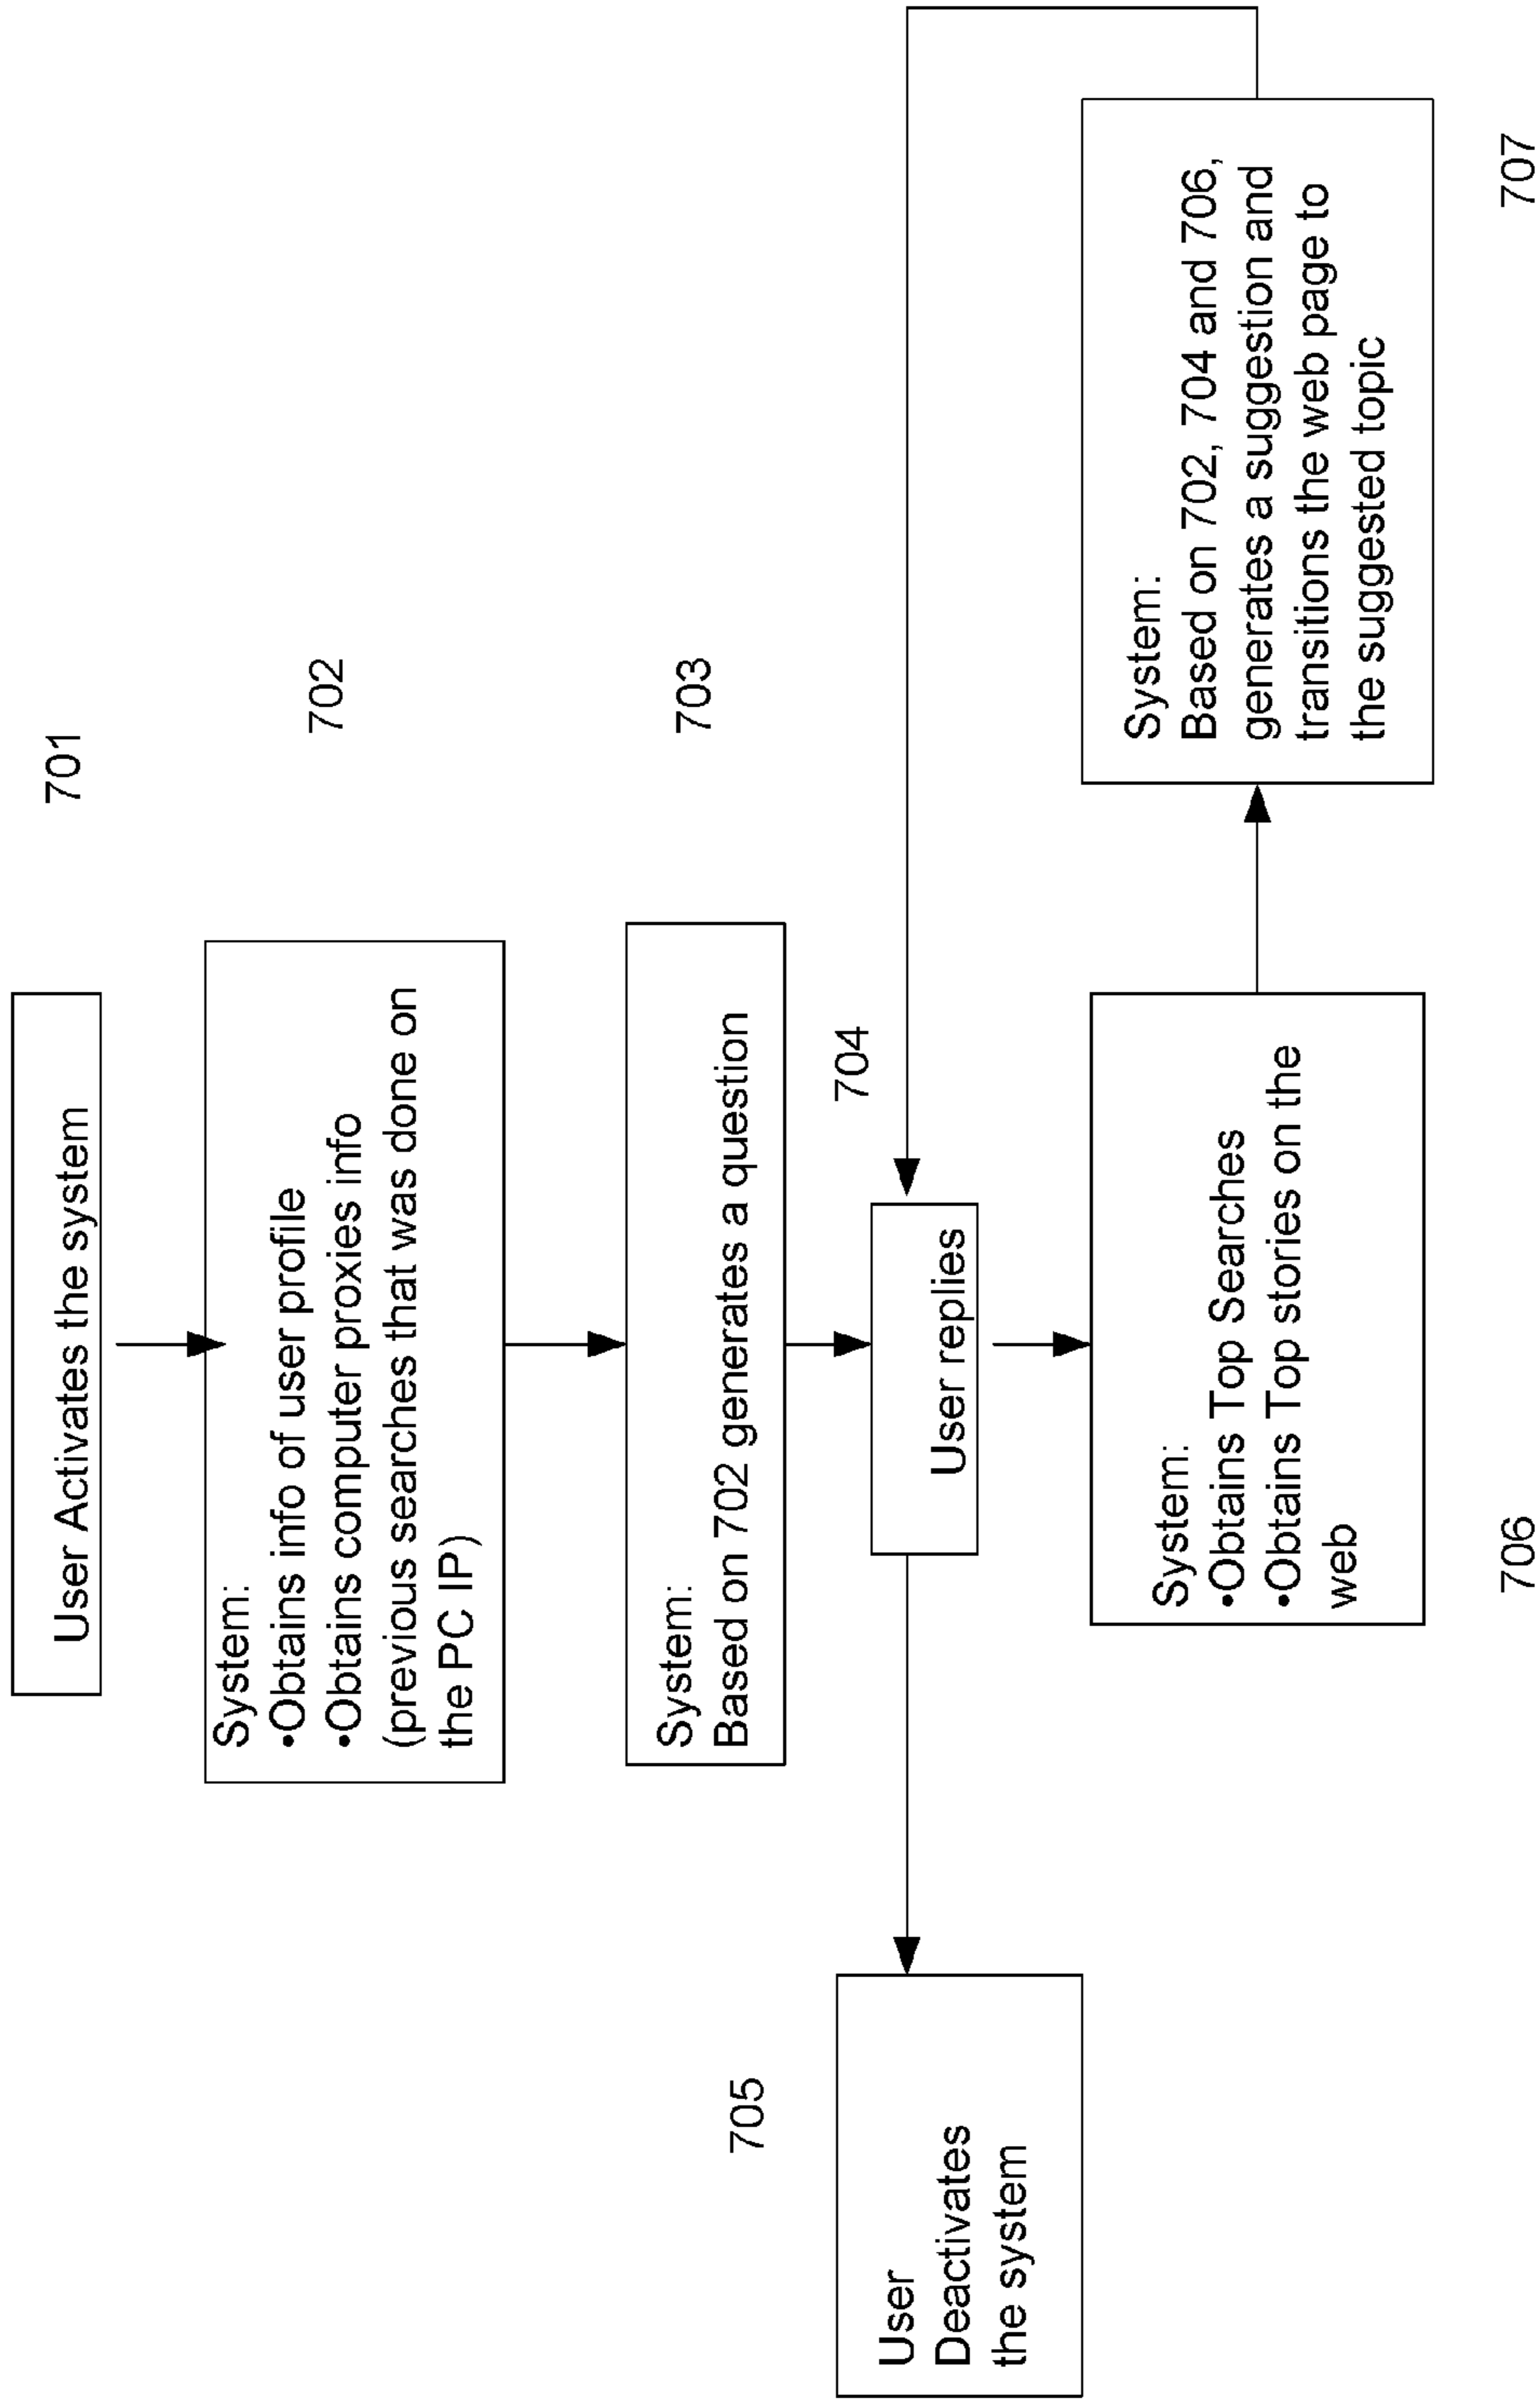 701
User Activates the system
702
System:
•Obtains info of user profile
•Obtains computer proxies info
(previous searches that was done on
the PC IP)
703
System:
Based on 702 generates a question
704
User replies
705
User
Deactivates
the system
706
System:
•Obtains Top Searches
•Obtains Top stories on the
web
707
System:
Based on 702, 704 and 706,
generates a suggestion and
transitions the web page to
the suggested topic